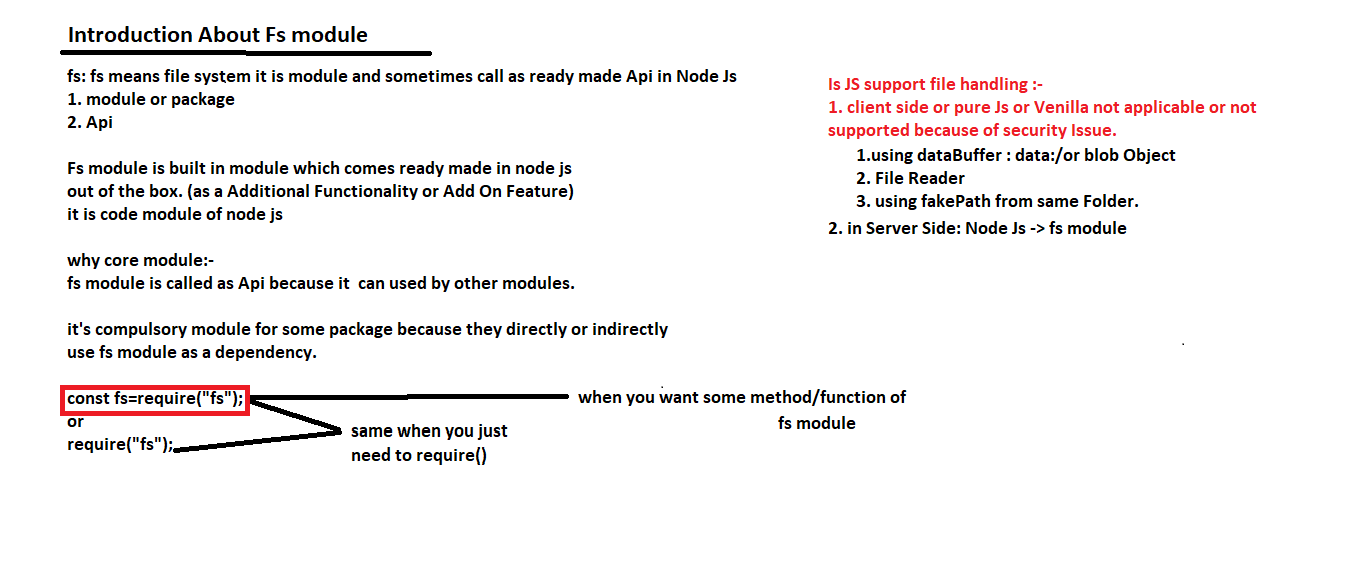 Introduction About Fs module
fs: fs means file system it is module and sometimes call as ready made Api in Node Js
1. module or package
2. Api
Fs module is built in module which comes ready made in node js
out of the box. (as a Additional Functionality or Add On Feature)
it is code module of node js
why core module:-
fs module is called as Api because it  can used by other modules.
it's compulsory module for some package because they directly or indirectly
use fs module as a dependency.
const fs=require("fs");
or
require("fs");
same when you just
need to require()
when you want some method/function of
fs module
Is JS support file handling :-
1. client side or pure Js or Venilla not applicable or not
supported because of security Issue.
1.using dataBuffer : data:/or blob Object
2. File Reader
3. using fakePath from same Folder.
2. in Server Side: Node Js -> fs module